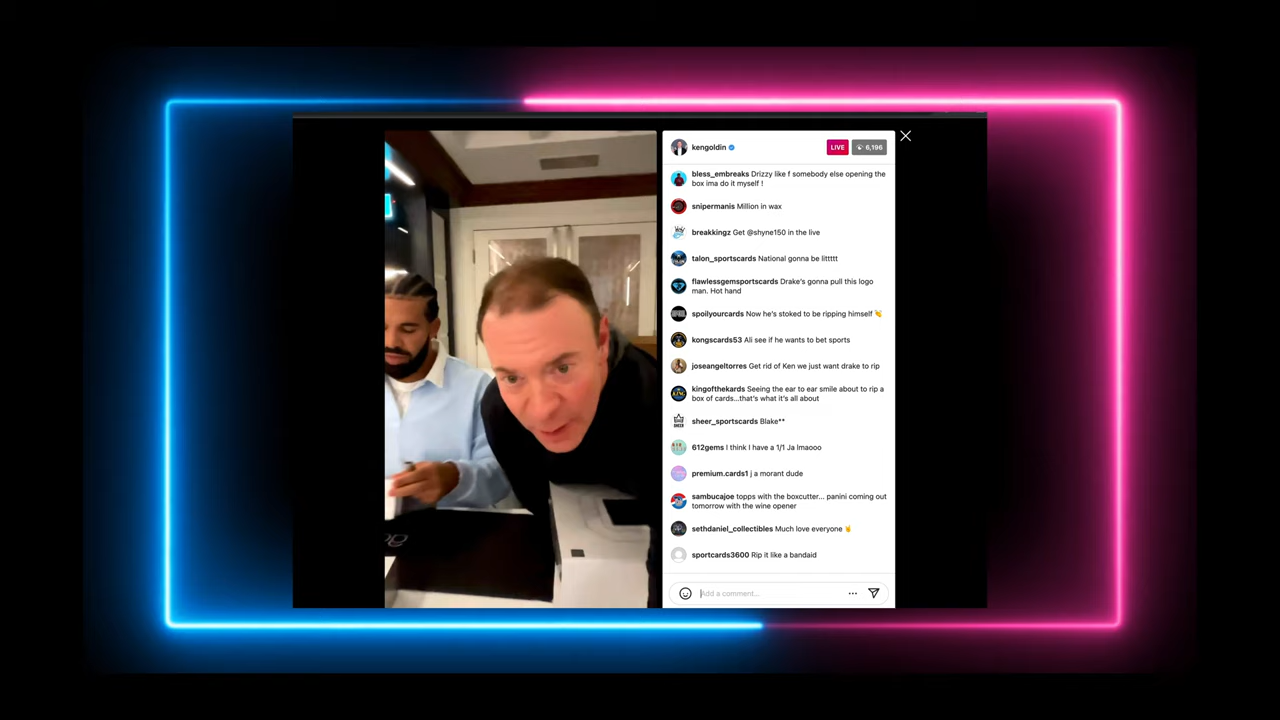 kengoldin
LIVE
6,196
bless_embreaks Drizzy like f somebody else opening the
box ima do it myself !
snipermanis Million in wax
breakkingz Get @shyne150 in the live
talon_sportscards National gonna be litttt
flawlessgemsportscards Drake's gonna pull this logo
man. Hot hand
spoilyourcards Now he's stoked to be ripping himself 👏
kongscards53 Ali see if he wants to bet sports
joseangeltorres Get rid of Ken we just want drake to rip
kingofthekards Seeing the ear to ear smile about to rip a
box of cards...that's what it's all about
sheer_sportscards Blake**
612gems I think I have a 1/1 Ja lmaooo
premium.cards1 j a morant dude
sambucajoe topps with the boxcutter... panini coming out
tomorrow with the wine opener
sethdaniel_collectibles Much love everyone 🤘
sportcards3600 Rip it like a bandaid
Add a comment...